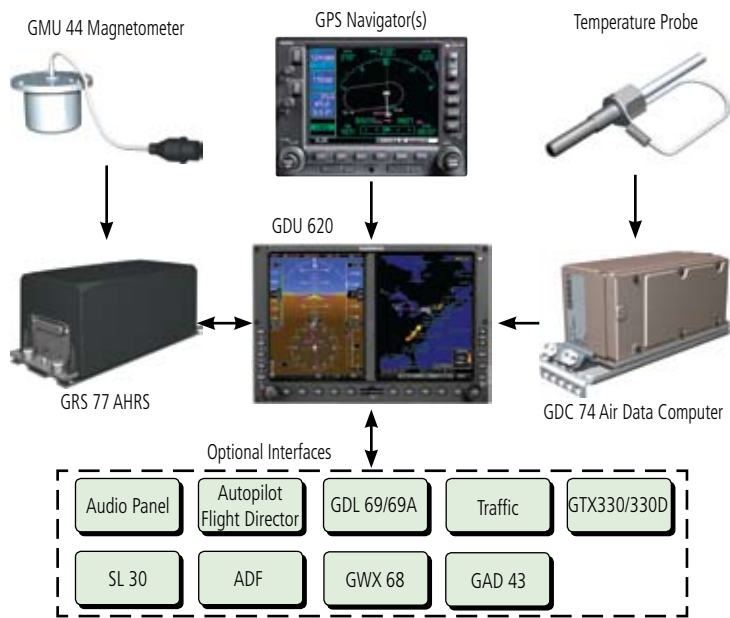 GMU 44 Magnetometer
GPS Navigator(s)
Temperature Probe
GDU 620
GRS 77 AHRS
GDC 74 Air Data Computer
Optional Interfaces
Audio Panel
Autopilot
Flight Director
GDL 69/69A
Traffic
GTX330/330D
SL 30
ADF
GWX 68
GAD 43